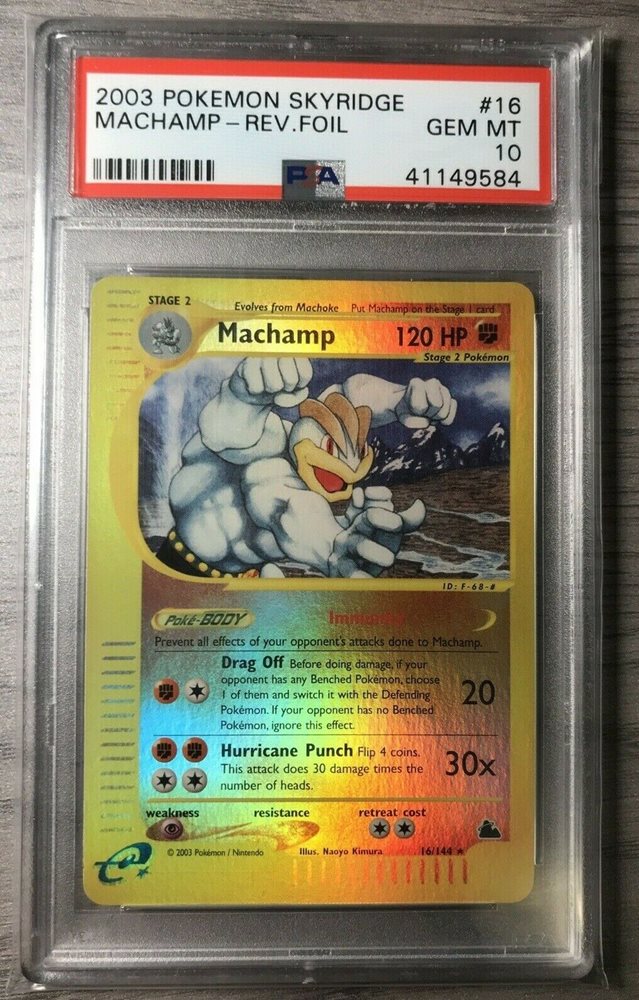 2003 POKEMON SKYRIDGE #16
MACHAMP - REV.FOIL GEM MT
10
PSA 41149584
STAGE 2 Evolves from Machoke Put Machamp on the Stage 1 card
Machamp 120 HP
Stage 2 Pokémon
ID: F-68-#
Poké-BODY Immunity
Prevent all effects of your opponent's attacks done to Machamp.
Drag Off Before doing damage, if your
opponent has any Benched Pokémon, choose
1 of them and switch it with the Defending 20
Pokémon. If your opponent has no Benched
Pokémon, ignore this effect.
Hurricane Punch Flip 4 coins.
This attack does 30 damage times the 30x
number of heads.
weakness resistance retreat cost
© 2003 Pokémon / Nintendo Illus. Naoyo Kimura 16/144 ★
e